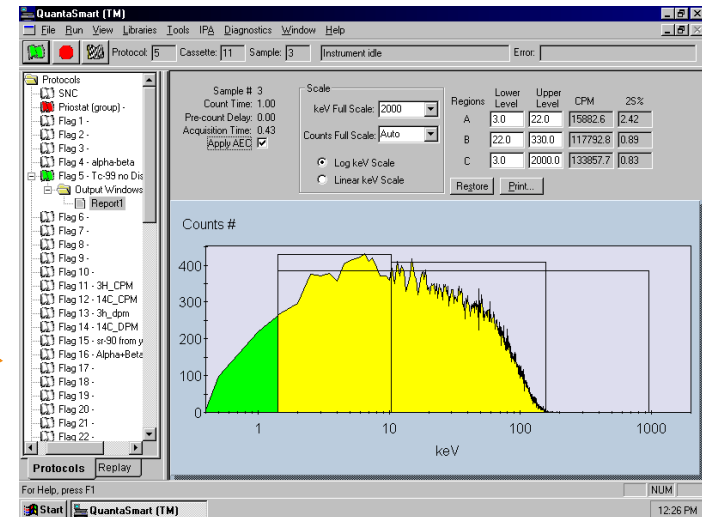 QuantaSmart (TM)
File Run View Libraries Tools IPA Diagnostics Window Help
Protocol: 5 Cassette: 11 Sample: 3 Instrument idle Error:
Protocols
SNC
Priostat (group) -
Flag 1 -
Flag 2 -
Flag 3 -
Flag 4 - alpha-beta
Flag 5 - Tc-99 no Dis
Output Windows
Report1
Flag 6 -
Flag 7 -
Flag 8 -
Flag 9 -
Flag 10 -
Flag 11 - 3H_CPM
Flag 12 - 14C_CPM
Flag 13 - 3h_dpm
Flag 14 - 14C_DPM
Flag 15 - sr-90 from y
Flag 16 - Alpha+Beta
Flag 17 -
Flag 18 -
Flag 19 -
Flag 20 -
Flag 21 -
Flag 22 -
Protocols Replay
Sample # 3
Count Time: 1.00
Pre-count Delay: 0.00
Acquisition Time: 0.43
Apply AEC
Scale
keV Full Scale: 2000
Counts Full Scale: Auto
Log keV Scale
Linear keV Scale
Regions Lower Level Upper Level CPM 2S%
A 3.0 22.0 15882.6 2.42
B 22.0 330.0 117792.8 0.89
C 3.0 2000.0 133857.7 0.83
Restore Print...
Counts #
400
300
200
100
0
1 10 100 1000
keV
For Help, press F1 NUM
Start QuantaSmart (TM) 12:26 PM